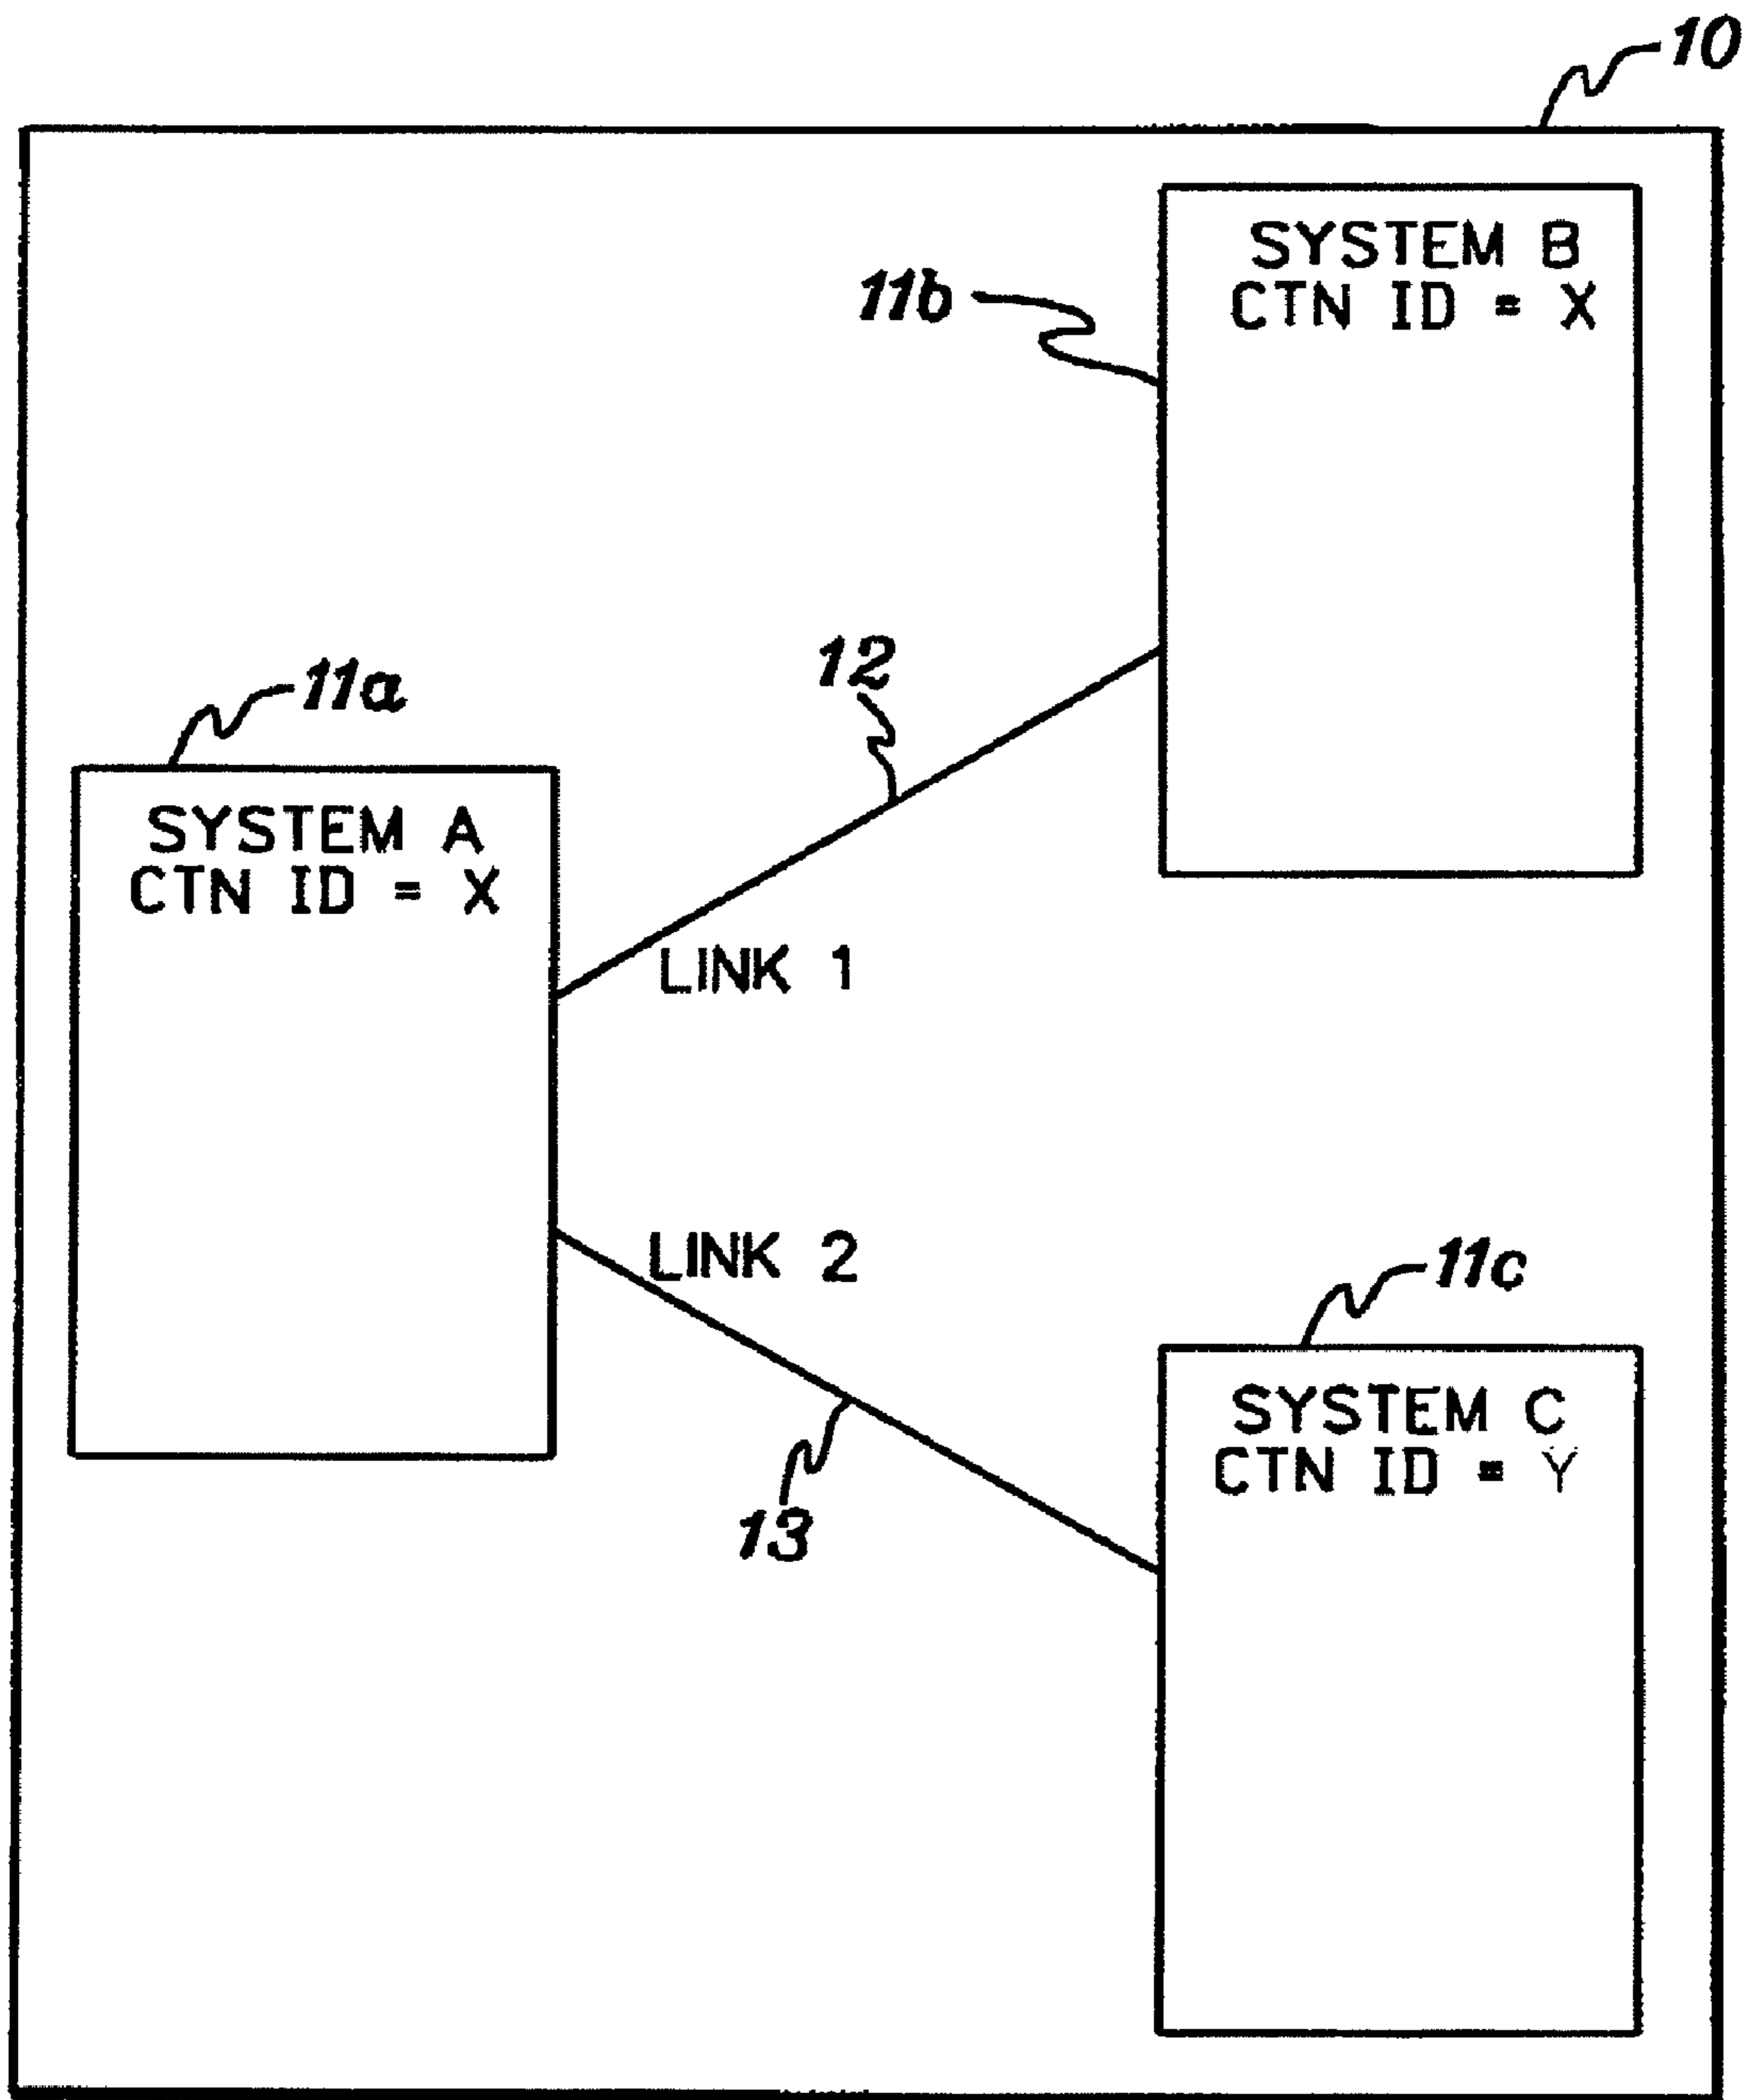 10
SYSTEM B
CTN ID = X
11b
12
11a
SYSTEM A
CTN ID = X
LINK 1
LINK 2
11c
SYSTEM C
CTN ID = Y
13